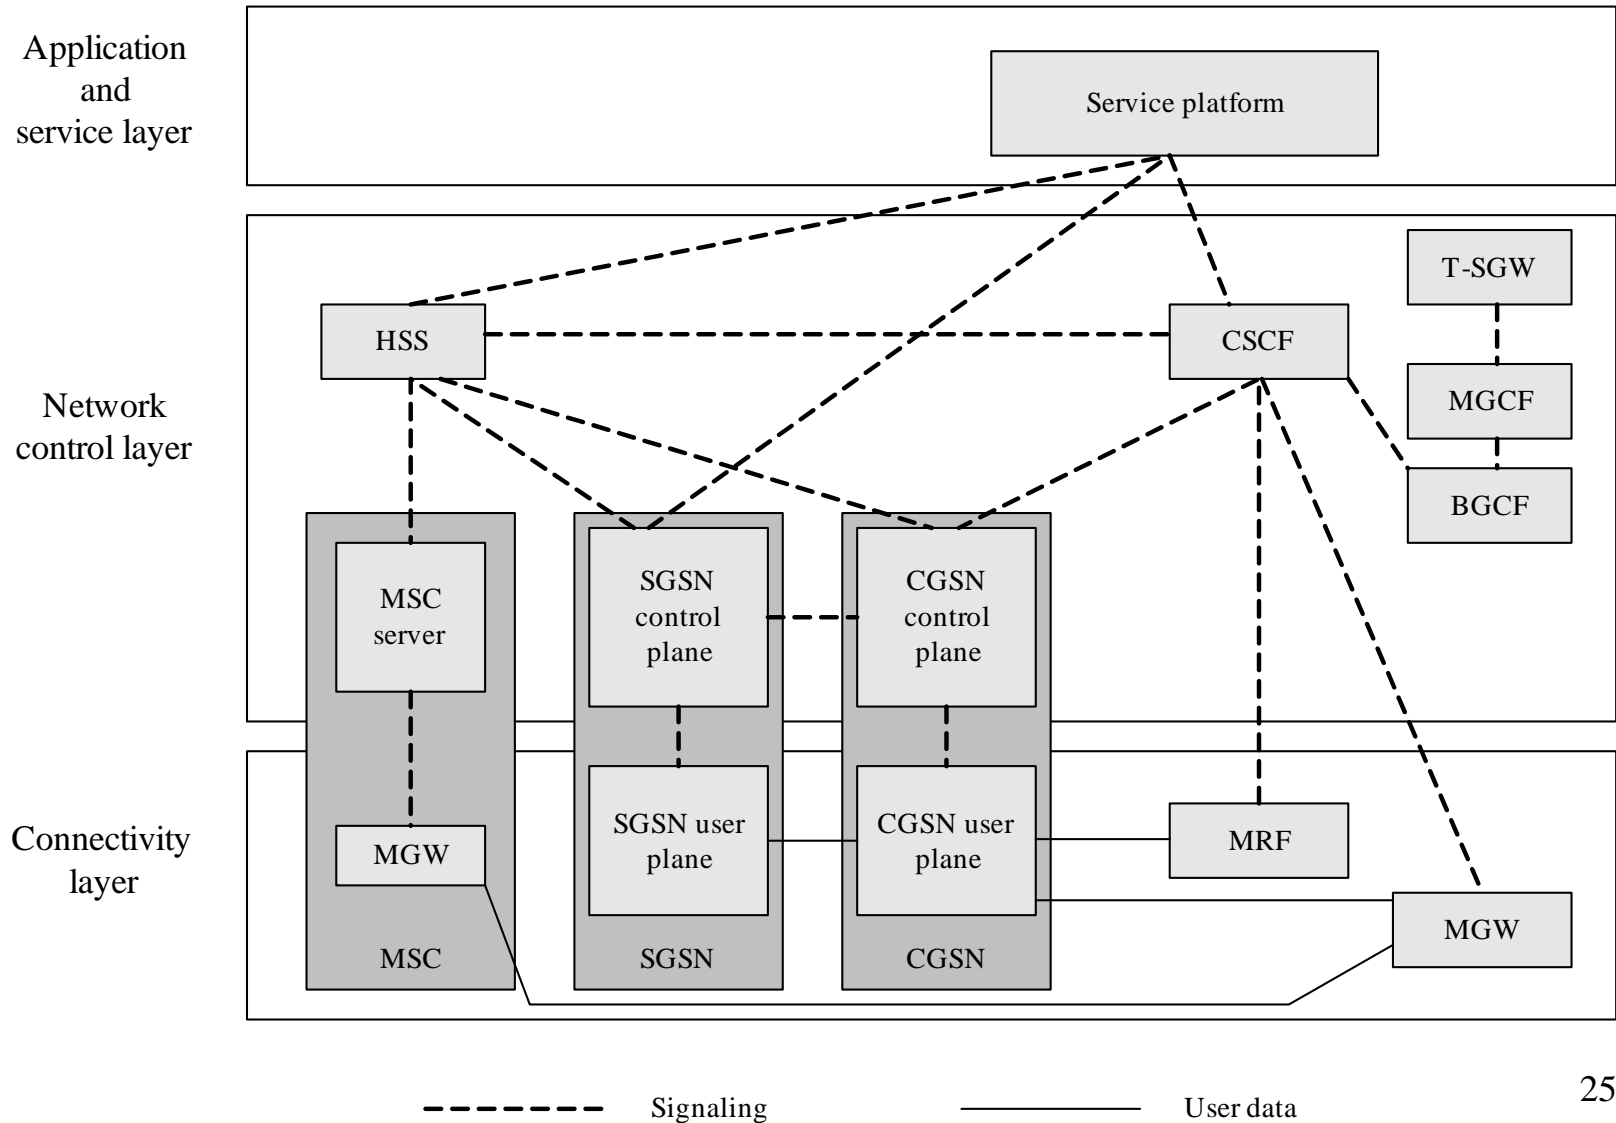 Application
and
service layer
Service platform
Network
control layer
HSS
CSCF
T-SGW
MGCF
BGCF
MSC
server
SGSN
control
plane
CGSN
control
plane
Connectivity
layer
MGW
SGSN user
plane
CGSN user
plane
MRF
MGW
MSC
SGSN
CGSN
Signaling
User data
25